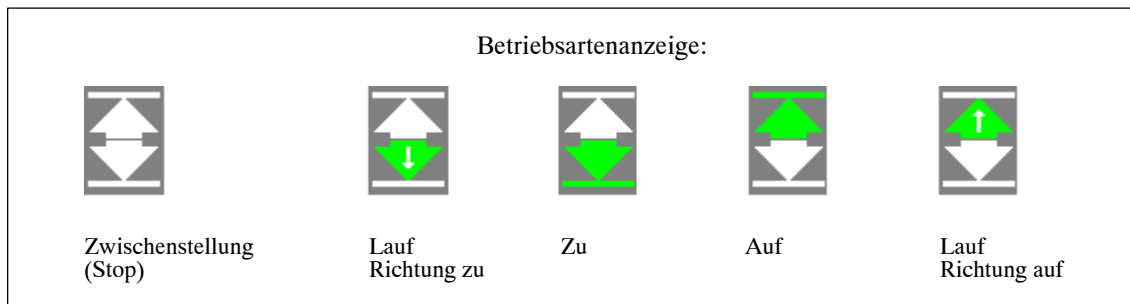 Betriebsartenanzeige:
Zwischenstellung
(Stop)
Lauf
Richtung zu
Zu
Auf
Lauf
Richtung auf